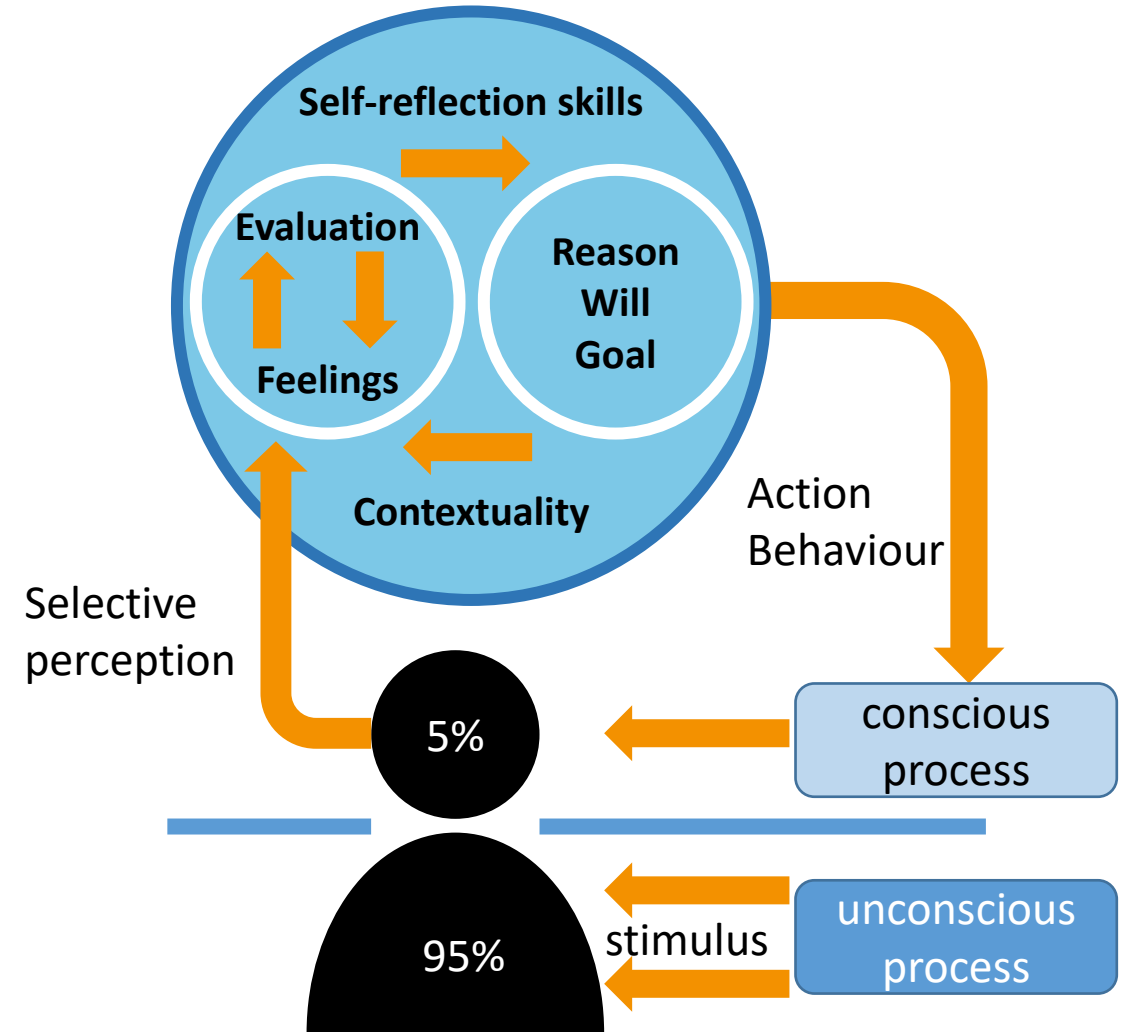 Self-reflection skills
Evaluation
Feelings
Reason
Will
Goal
Contextuality
Action
Behaviour
Selective
perception
5%
conscious
process
95%
stimulus
unconscious
process